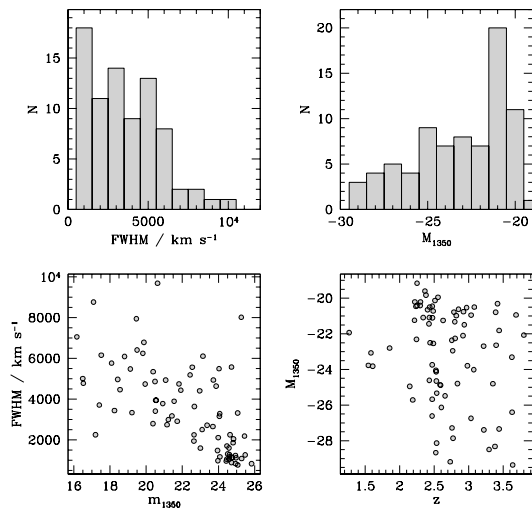 15
10
5
0
N
0 5000 10⁴
FWHM / km s⁻¹
20
15
10
5
0
N
-30 -25 -20
M₁₃₅₀
10⁴
8000
6000
4000
2000
FWHM / km s⁻¹
16 18 20 22 24 26
m₁₃₅₀
-20
-22
-24
-26
-28
M₁₃₅₀
1.5 2 2.5 3 3.5
z